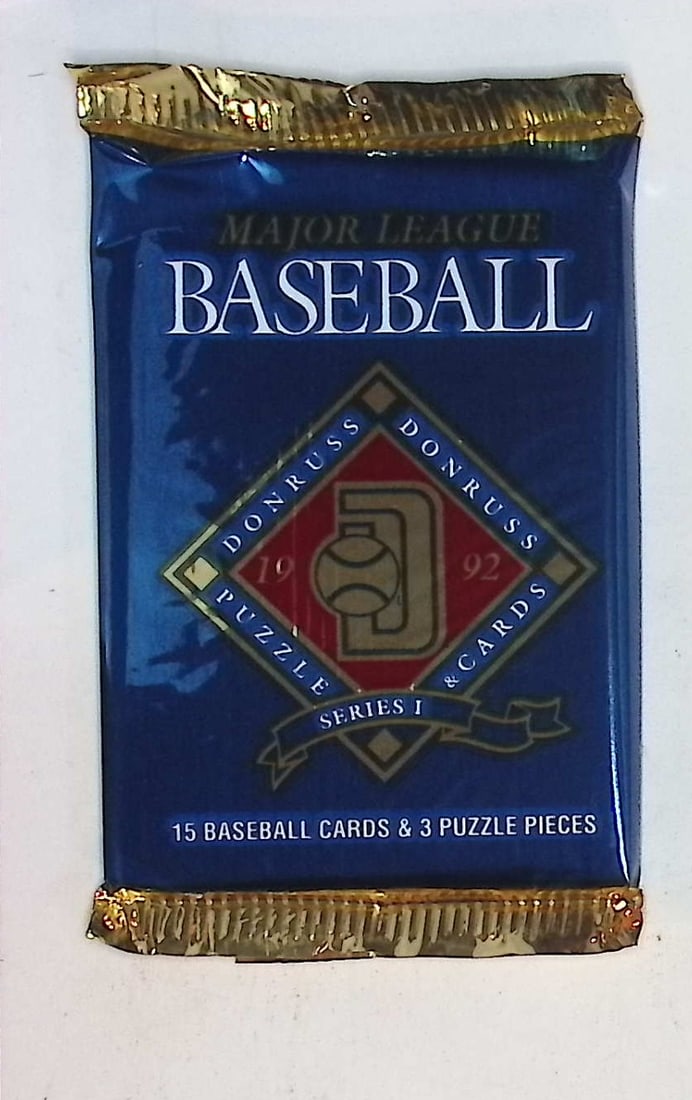 MAJOR LEAGUE
BASEBALL
DONRUSS DONRUSS
19 92
PUZZLE & CARDS
SERIES I
15 BASEBALL CARDS & 3 PUZZLE PIECES